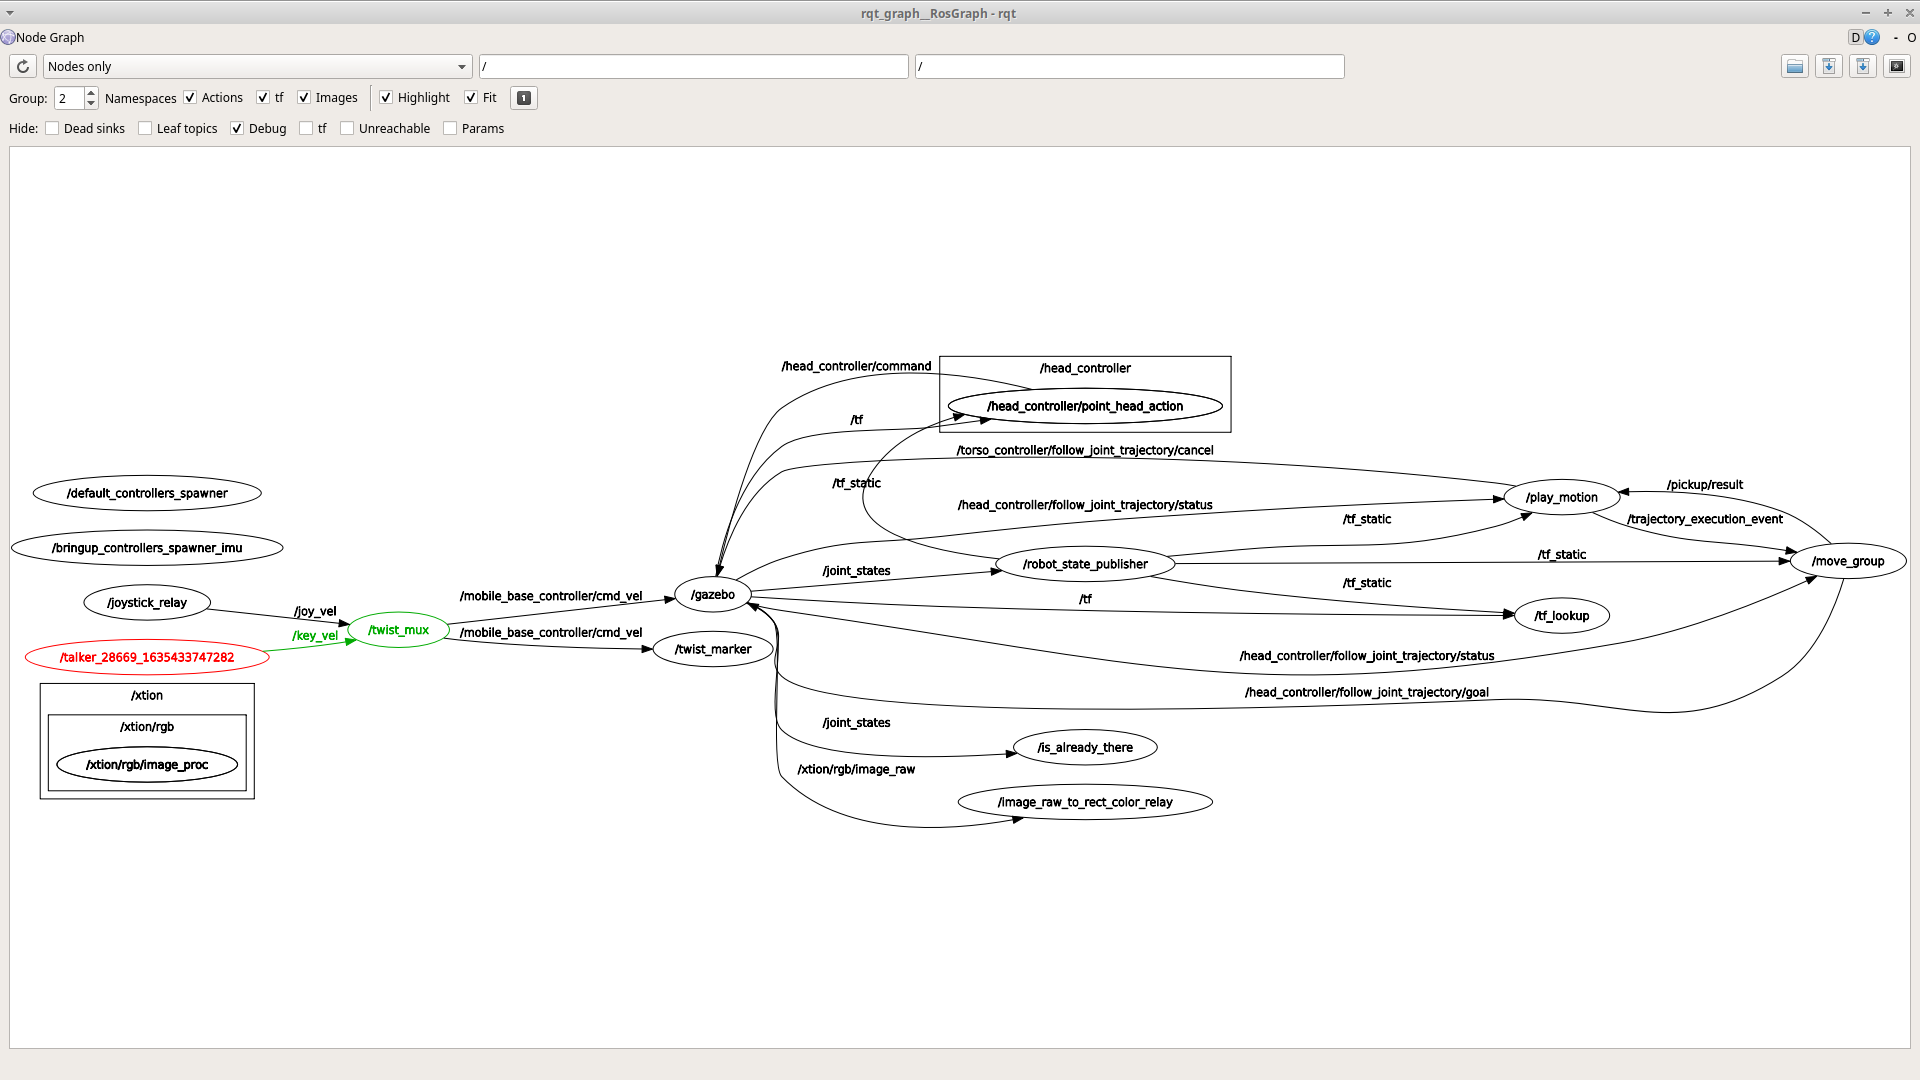 rqt_graph__RosGraph - rqt
Node Graph
D ? - O
Nodes only / /
Group: 2 Namespaces Actions tf Images Highlight Fit 1
Hide: Dead sinks Leaf topics Debug tf Unreachable Params
/head_controller/command
/head_controller
/head_controller/point_head_action
/tf
/torso_controller/follow_joint_trajectory/cancel
/tf_static
/pickup/result
/default_controllers_spawner
/head_controller/follow_joint_trajectory/status
/play_motion
/tf_static
/trajectory_execution_event
/bringup_controllers_spawner_imu
/tf_static
/joint_states
/robot_state_publisher
/move_group
/tf_static
/mobile_base_controller/cmd_vel
/gazebo
/tf
/joystick_relay
/joy_vel
/tf_lookup
/key_vel
/twist_mux
/mobile_base_controller/cmd_vel
/talker_28669_1635433747282
/twist_marker
/head_controller/follow_joint_trajectory/status
/xtion
/head_controller/follow_joint_trajectory/goal
/xtion/rgb
/joint_states
/is_already_there
/xtion/rgb/image_proc
/xtion/rgb/image_raw
/image_raw_to_rect_color_relay